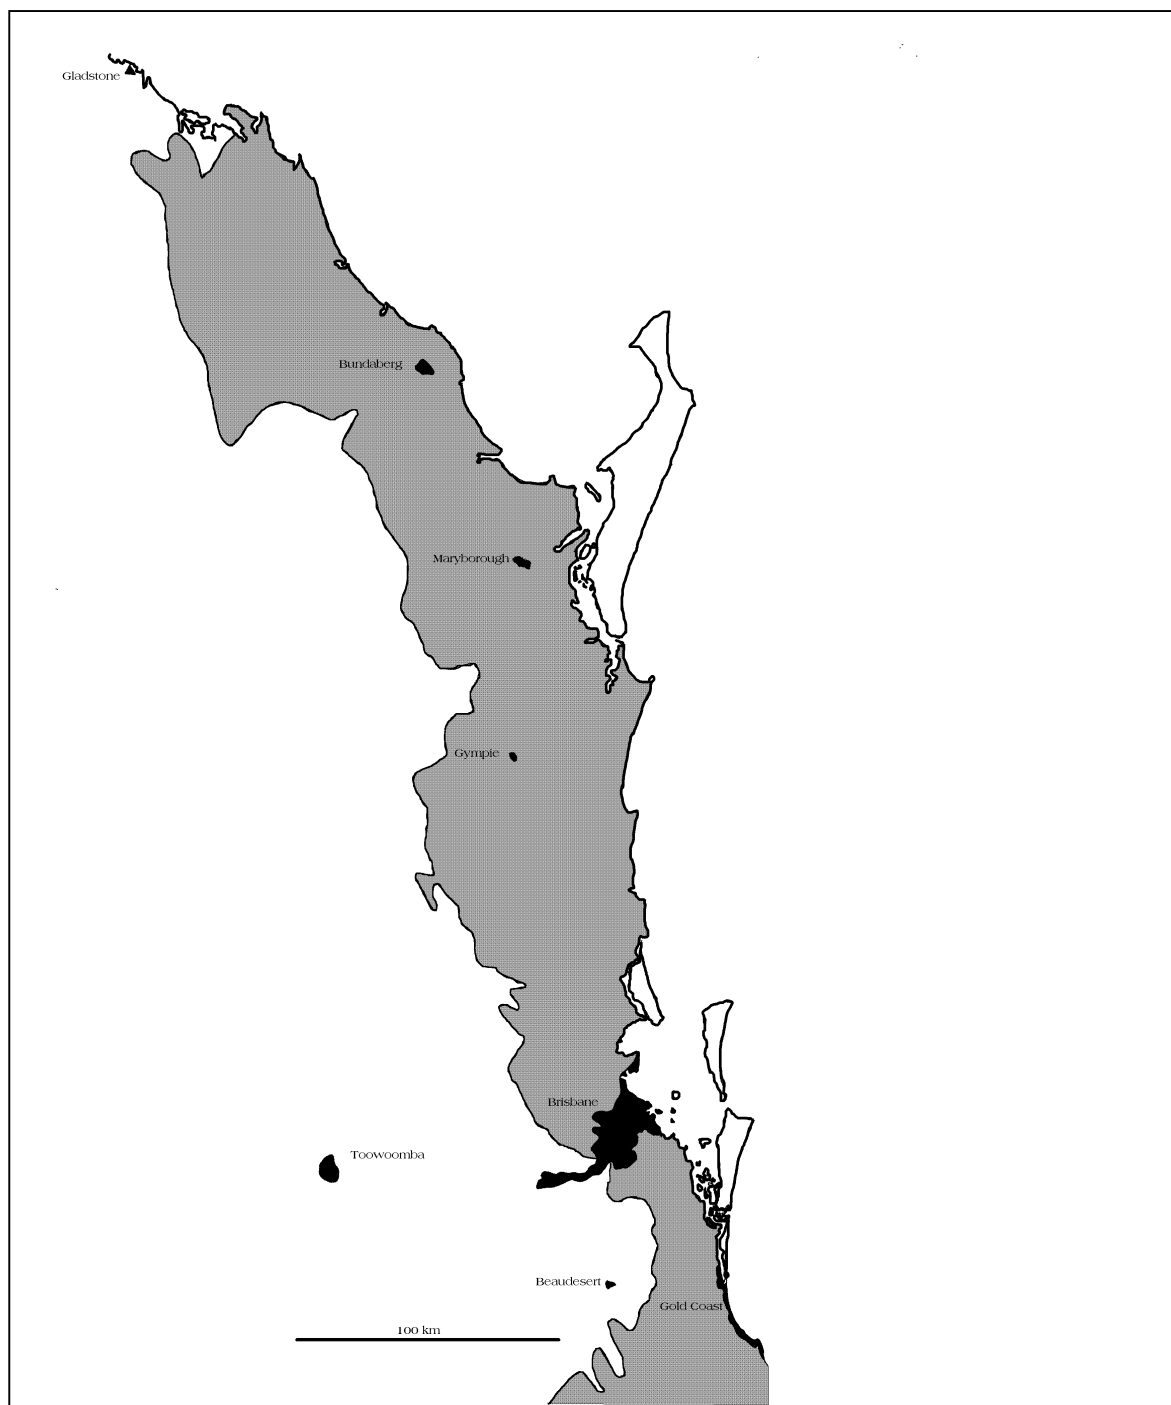 Gladstone
Bundaberg
Maryborough
Gympie
Brisbane
Toowoomba
Beaudesert
Gold Coast
100 km